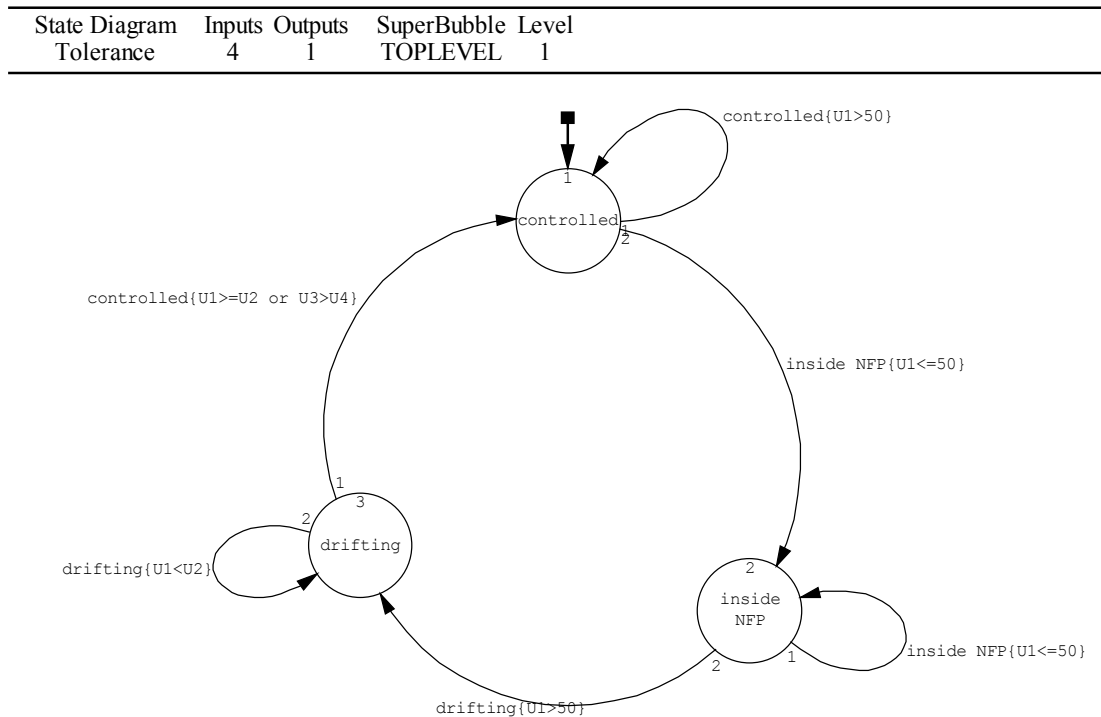 State Diagram Inputs Outputs SuperBubble Level
Tolerance 4 1 TOPLEVEL 1
controlled{U1>50}
1
controlled
1
2
controlled{U1>=U2 or U3>U4}
inside NFP{U1<=50}
1
3
2
drifting
drifting{U1<U2}
2
inside
NFP
inside NFP{U1<=50}
2
1
drifting{U1>50}